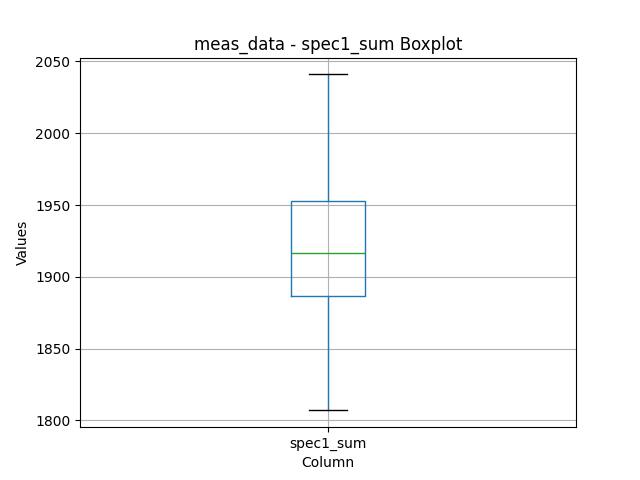 meas_data - spec1_sum Boxplot
2050
2000
1950
1900
1850
1800
Values
spec1_sum
Column